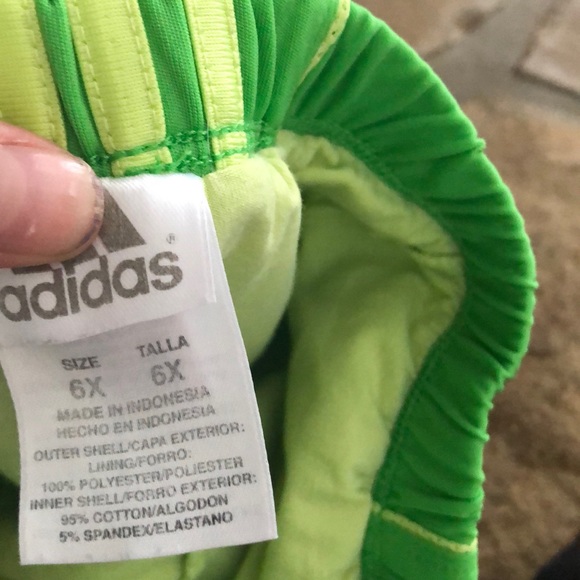 adidas®
SIZE TALLA
6X 6X
MADE IN INDONESIA
HECHO EN INDONESIA
OUTER SHELL/CAPA EXTERIOR:
LINING/FORRO:
100% POLYESTER/POLIESTER
INNER SHELL/FORRO EXTERIOR:
95% COTTON/ALGODON
5% SPANDEX/ELASTANO